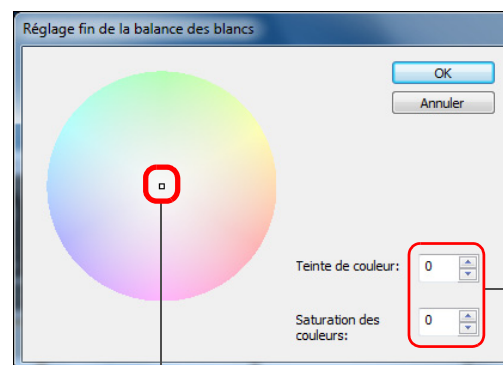 Réglage fin de la balance des blancs
OK
Annuler
Teinte de couleur: 0
Saturation des
couleurs: 0